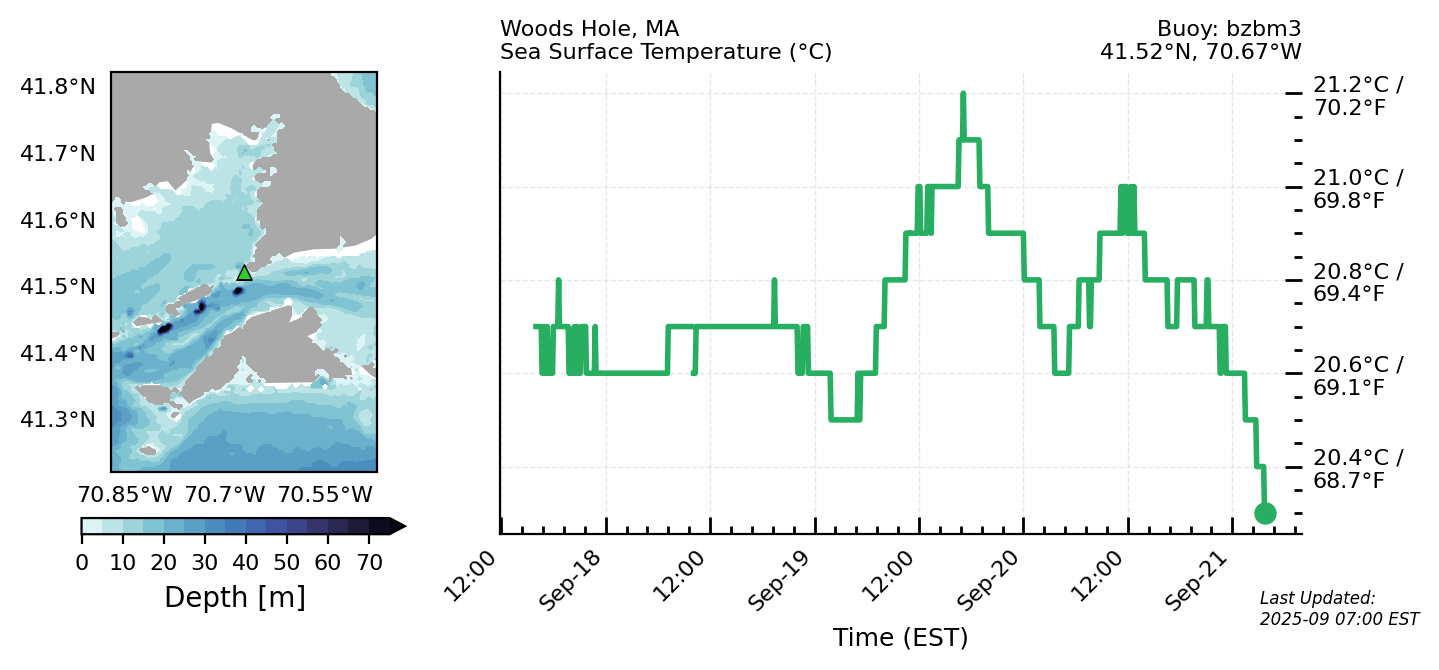 Woods Hole, MA
Sea Surface Temperature (°C)
Buoy: bzbm3
41.52°N, 70.67°W
41.8°N
41.7°N
41.6°N
41.5°N
41.4°N
41.3°N
70.85°W 70.7°W 70.55°W
0 10 20 30 40 50 60 70
Depth [m]
21.2°C /
70.2°F
21.0°C /
69.8°F
20.8°C /
69.4°F
20.6°C /
69.1°F
20.4°C /
68.7°F
12:00 Sep-18 12:00 Sep-19 12:00 Sep-20 12:00 Sep-21
Time (EST)
Last Updated:
2025-09 07:00 EST